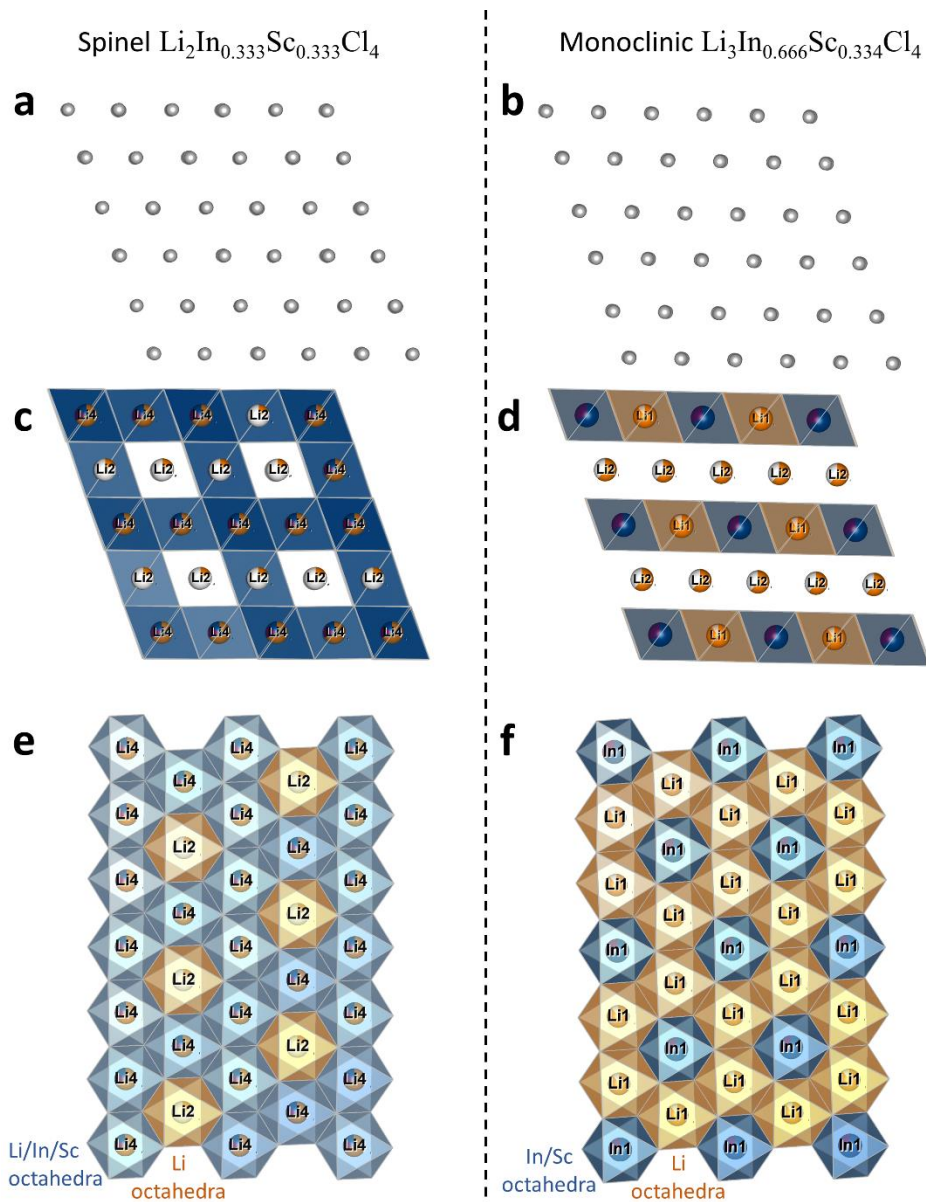 Spinel Li₂In₀.₃₃₃Sc₀.₃₃₃Cl₄
Monoclinic Li₃In₀.₆₆₆Sc₀.₃₃₄Cl₄
a
b
c
Li4 Li4 Li4 Li2 Li4
Li2 Li2 Li2 Li2 Li4
Li4 Li4 Li4 Li4 Li4
Li2 Li2 Li2 Li2 Li2
Li4 Li4 Li4 Li4 Li4
d
Li1 Li1
Li2 Li2 Li2 Li2 Li2
Li1 Li1
Li2 Li2 Li2 Li2 Li2
Li1 Li1
e
Li4 Li4 Li4
Li4 Li2
Li4 Li4 Li4
Li2 Li4
Li4 Li4 Li4
Li4 Li2
Li4 Li4 Li4
Li2 Li4
Li4 Li4 Li4
Li4 Li2
Li4 Li4 Li4
Li2 Li4
Li4 Li4 Li4
Li/In/Sc
octahedra
Li
octahedra
f
In1 In1 In1
Li1 Li1
Li1 Li1 Li1
In1 In1
Li1 Li1 Li1
Li1 Li1
In1 In1 In1
Li1 Li1
Li1 Li1 Li1
In1 In1
Li1 Li1 Li1
Li1 Li1
In1 In1 In1
In/Sc
octahedra
Li
octahedra